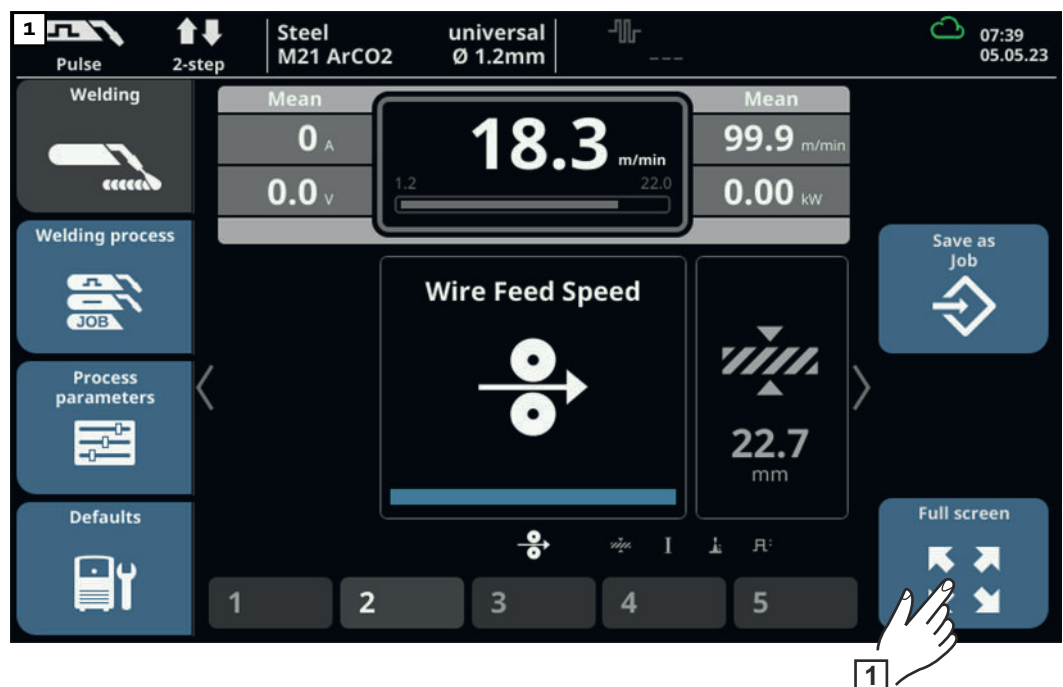 1
Pulse
2-step
Steel
universal
M21 ArCO2
Ø 1.2mm
---
07:39
05.05.23
Welding
Welding process
JOB
Process
parameters
Defaults
Mean
0 A
0.0 V
18.3 m/min
1.2
22.0
Mean
99.9 m/min
0.00 kW
Wire Feed Speed
22.7
mm
Save as
Job
Full screen
1
2
3
4
5
1